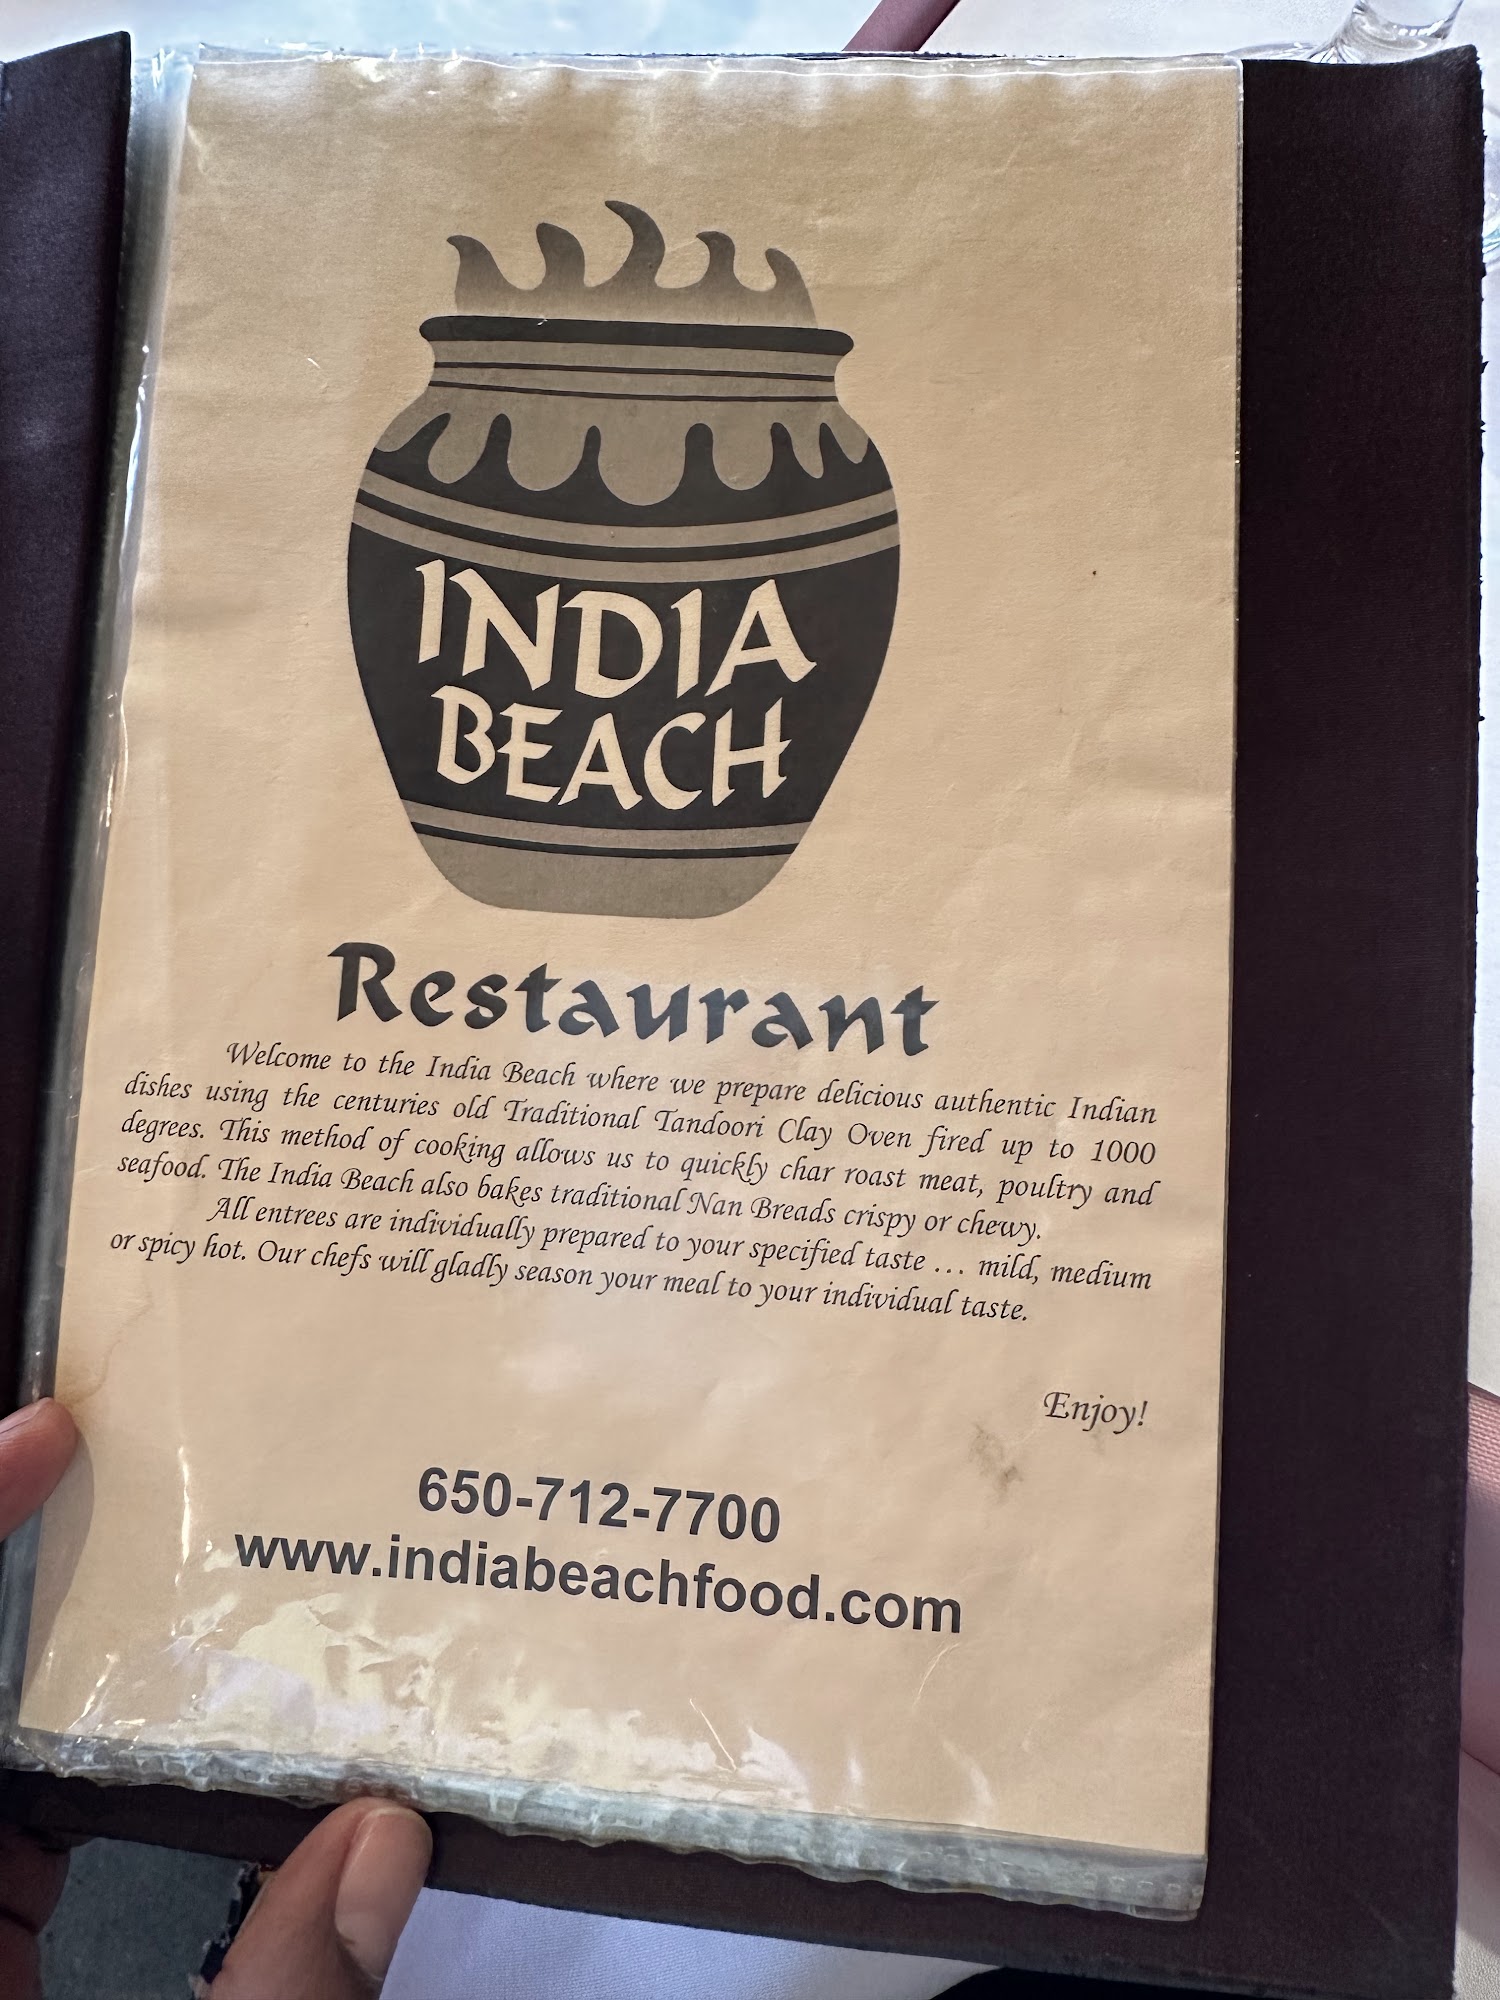 INDIA
BEACH
Restaurant
Welcome to the India Beach where we prepare delicious authentic Indian
dishes using the centuries old Traditional Tandoori Clay Oven fired up to 1000
degrees. This method of cooking allows us to quickly char roast meat, poultry and
seafood. The India Beach also bakes traditional Nan Breads crispy or chewy.
All entrees are individually prepared to your specified taste … mild, medium
or spicy hot. Our chefs will gladly season your meal to your individual taste.
Enjoy!
650-712-7700
www.indiabeachfood.com